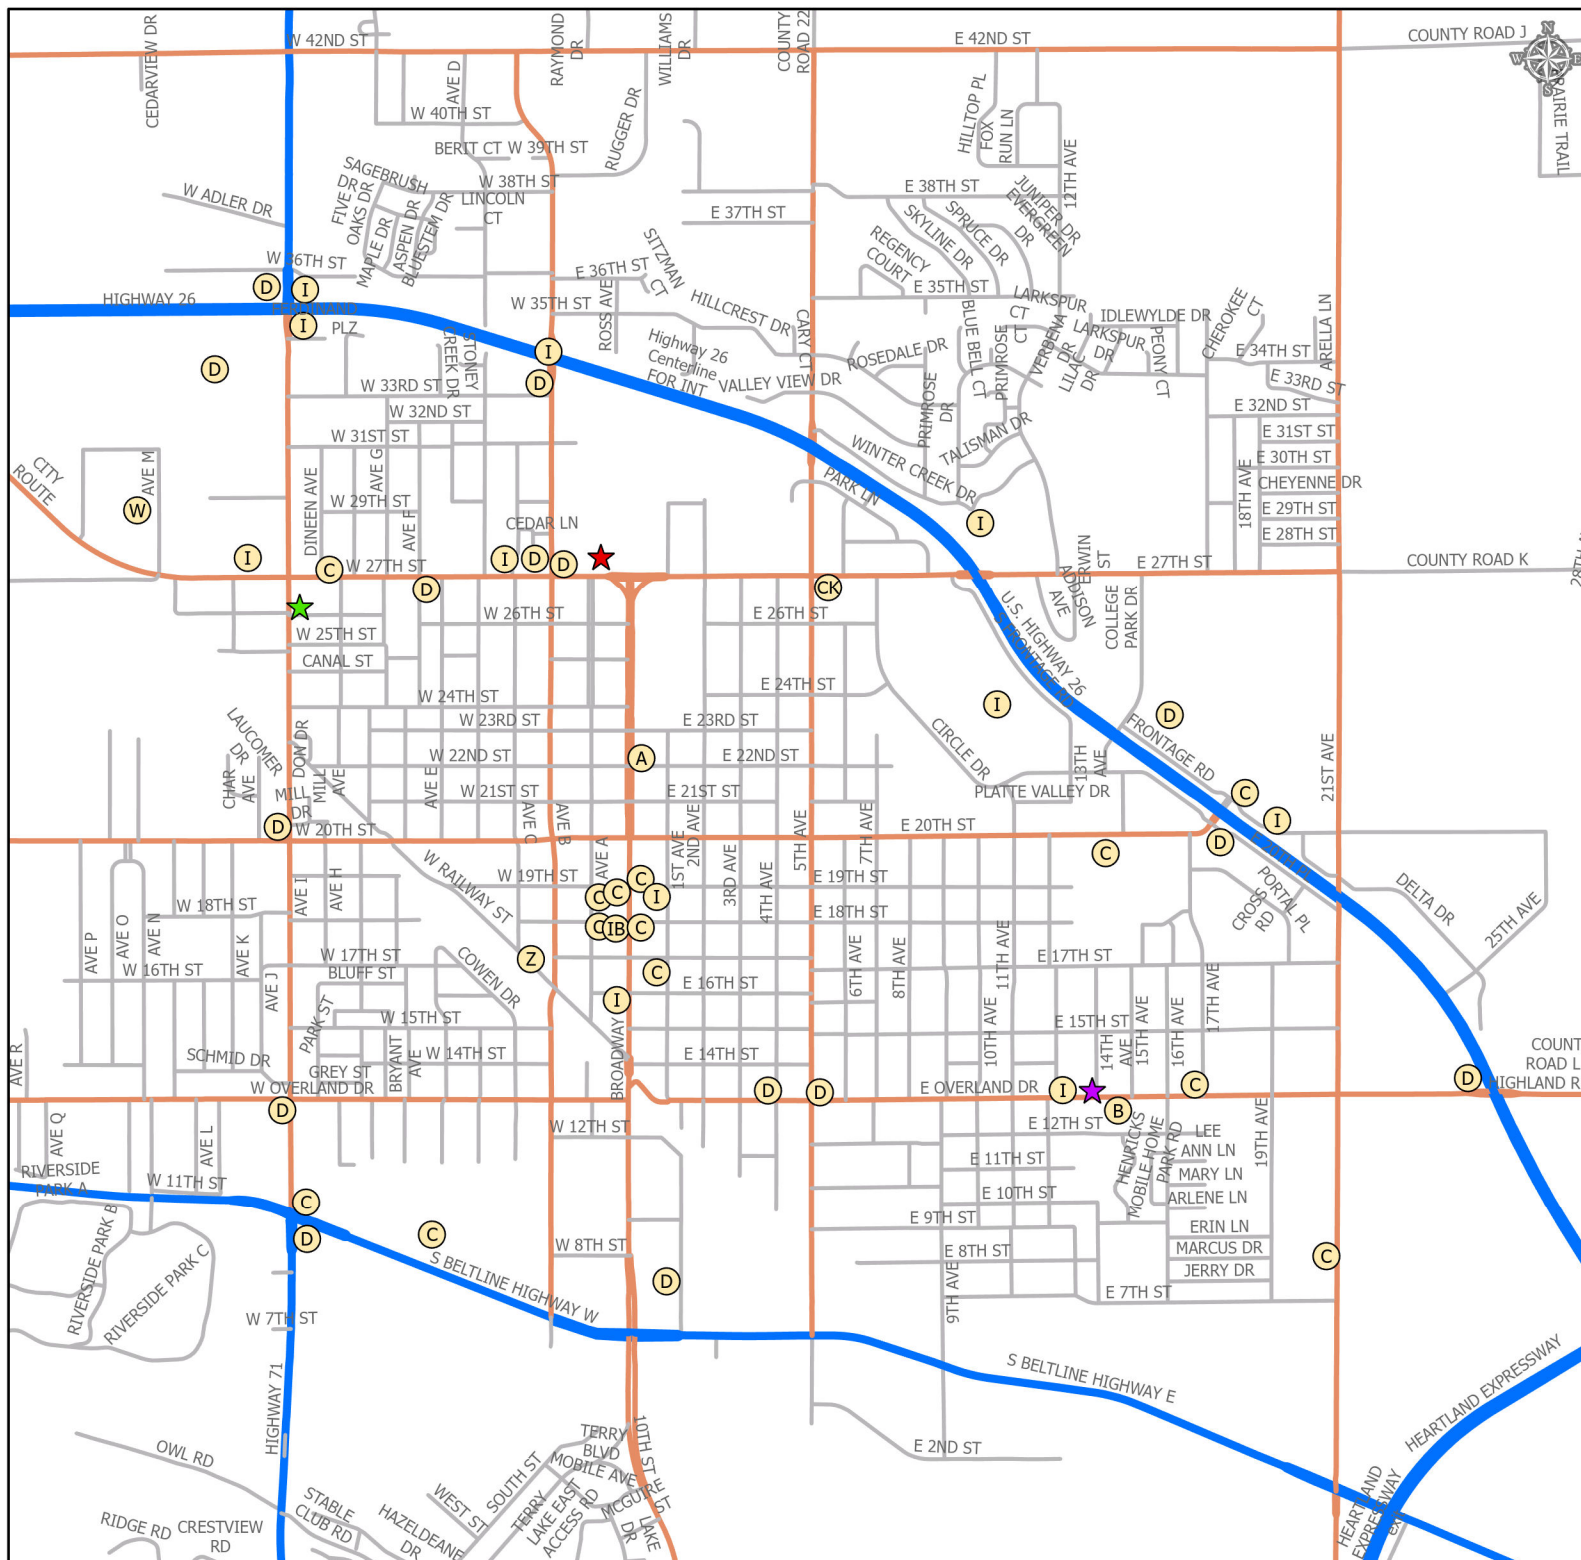 W 42ND ST
CEDARVIEW DR
RAYMOND
DR
WILLIAMS
DR
COUNTY
ROAD 22
E 42ND ST
COUNTY ROAD J
N
W
E
S
AVE D
W 40TH ST
RUGGER DR
HILLTOP PL
FOX
RUN LN
12TH AVE
BERIT CT
W 39TH ST
SAGEBRUSH
DR
W 38TH ST
LINCOLN
CT
W ADLER DR
FIVE
OAKS DR
MAPLE DR
ASPEN DR
BLUESTEM DR
E 38TH ST
E 37TH ST
JUNIPER DR
EVERGREEN
DR
SPRUCE DR
SKYLINE DR
REGENCY
COURT
W 36TH ST
E 36TH ST
SITZMAN
CT
HIGHWAY 26
D
I
I
PLZ
W 35TH ST
ROSS AVE
HILLCREST DR
E 35TH ST
LARKSPUR
CT
IDLEWYLDE DR
CHEROKEE
CT
ARELLA LN
CARY CT
Highway 26
Centerline
FOR INT
ROSEDALE DR
BLUE BELL CT
PRIMROSE
CT
VERBENA
DR
LILAC
DR
LARKSPUR
DR
PEONY CT
E 34TH ST
E 33RD ST
D
I
D
STONEY
CREEK DR
W 33RD ST
VALLEY VIEW DR
PRIMROSE
DR
TALISMAN DR
W 32ND ST
W 31ST ST
E 32ND ST
E 31ST ST
E 30TH ST
CHEYENNE DR
E 29TH ST
E 28TH ST
18TH AVE
WINTER CREEK DR
PARK LN
CITY
ROUTE
AVE M
W
DINEEN AVE
AVE G
W 29TH ST
AVE F
CEDAR LN
I
I
C
W 27TH ST
I
D
D
D
CK
ERWIN
ST
ADDISON
AVE
E 27TH ST
COUNTY ROAD K
W 26TH ST
E 26TH ST
W 25TH ST
CANAL ST
COLLEGE
PARK DR
U.S. HIGHWAY 26
S FRONTAGE RD
W 24TH ST
E 24TH ST
I
D
LAUCOMER
DR
DON DR
W 23RD ST
E 23RD ST
CIRCLE DR
FRONTAGE RD
21ST AVE
CHAR
AVE
MILL
AVE
MILL
DR
AVE E
W 22ND ST
A
E 22ND ST
13TH
AVE
PLATTE VALLEY DR
W 21ST ST
E 21ST ST
C
I
D
D
W 20TH ST
AVE C
AVE B
AVE A
1ST AVE
2ND AVE
3RD AVE
4TH AVE
5TH AVE
7TH AVE
E 20TH ST
C
W RAILWAY ST
W 19TH ST
E 19TH ST
C
C
C
I
AVE I
AVE H
W 18TH ST
E 18TH ST
C
IB
C
CROSS
RD
PORTAL PL
DELTA DR
25TH AVE
AVE P
AVE O
AVE N
AVE K
AVE J
W 17TH ST
BLUFF ST
W 16TH ST
COWEN DR
Z
C
I
E 17TH ST
E 16TH ST
6TH AVE
8TH AVE
10TH AVE
11TH AVE
PARK ST
W 15TH ST
E 15TH ST
14TH
AVE
15TH AVE
16TH AVE
17TH AVE
AVE R
SCHMID DR
GREY ST
BRYANT
AVE
W 14TH ST
E 14TH ST
BROADWAY
W OVERLAND DR
D
D
D
E OVERLAND DR
I
B
C
D
HIGHLAND R
AVE Q
AVE L
W 12TH ST
E 12TH ST
HENRICKS
MOBILE HOME
PARK RD
LEE
ANN LN
MARY LN
ARLENE LN
19TH AVE
RIVERSIDE
PARK A
W 11TH ST
E 11TH ST
E 10TH ST
C
D
C
RIVERSIDE PARK B
RIVERSIDE PARK C
E 9TH ST
W 8TH ST
E 8TH ST
ERIN LN
MARCUS DR
JERRY DR
C
D
S BELTLINE HIGHWAY W
W 7TH ST
E 7TH ST
9TH AVE
HIGHWAY 71
S BELTLINE HIGHWAY E
HEARTLAND EXPRESSWAY
OWL RD
TERRY
BLVD
10TH ST
E 2ND ST
MOBILE AVE
SOUTH ST
WEST ST
TERRY
LAKE EAST
ACCESS RD
MCGUIRE ST
LAKE
DR
STABLE
CLUB RD
HAZELDEANE
DR
RIDGE RD
CRESTVIEW
RD
HEARTLAND
EXPRESSWAY